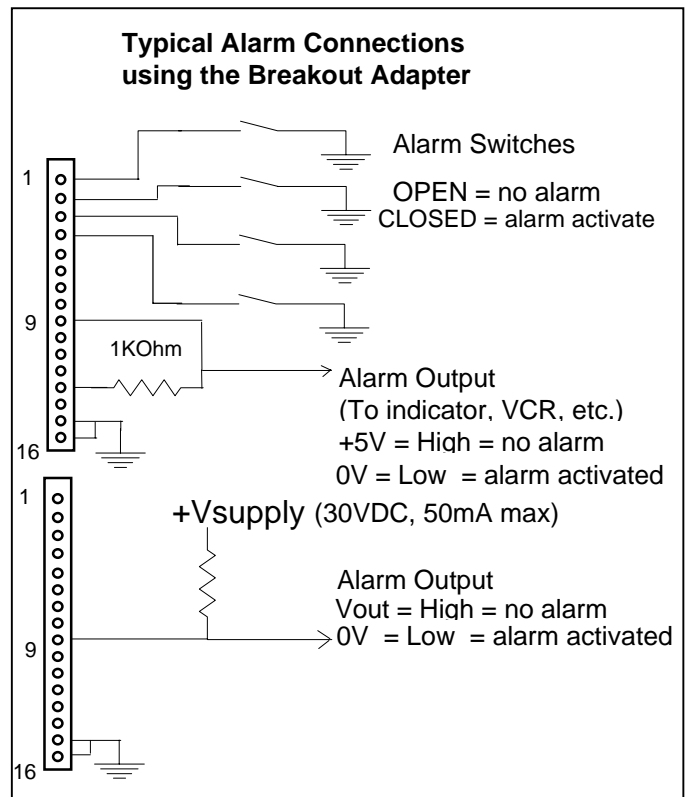 Typical Alarm Connections
using the Breakout Adapter
Alarm Switches
1
OPEN = no alarm
CLOSED = alarm activate
9
1KOhm
Alarm Output
(To indicator, VCR, etc.)
+5V = High = no alarm
16
0V = Low = alarm activated
1
+Vsupply (30VDC, 50mA max)
Alarm Output
Vout = High = no alarm
9
0V = Low = alarm activated
16